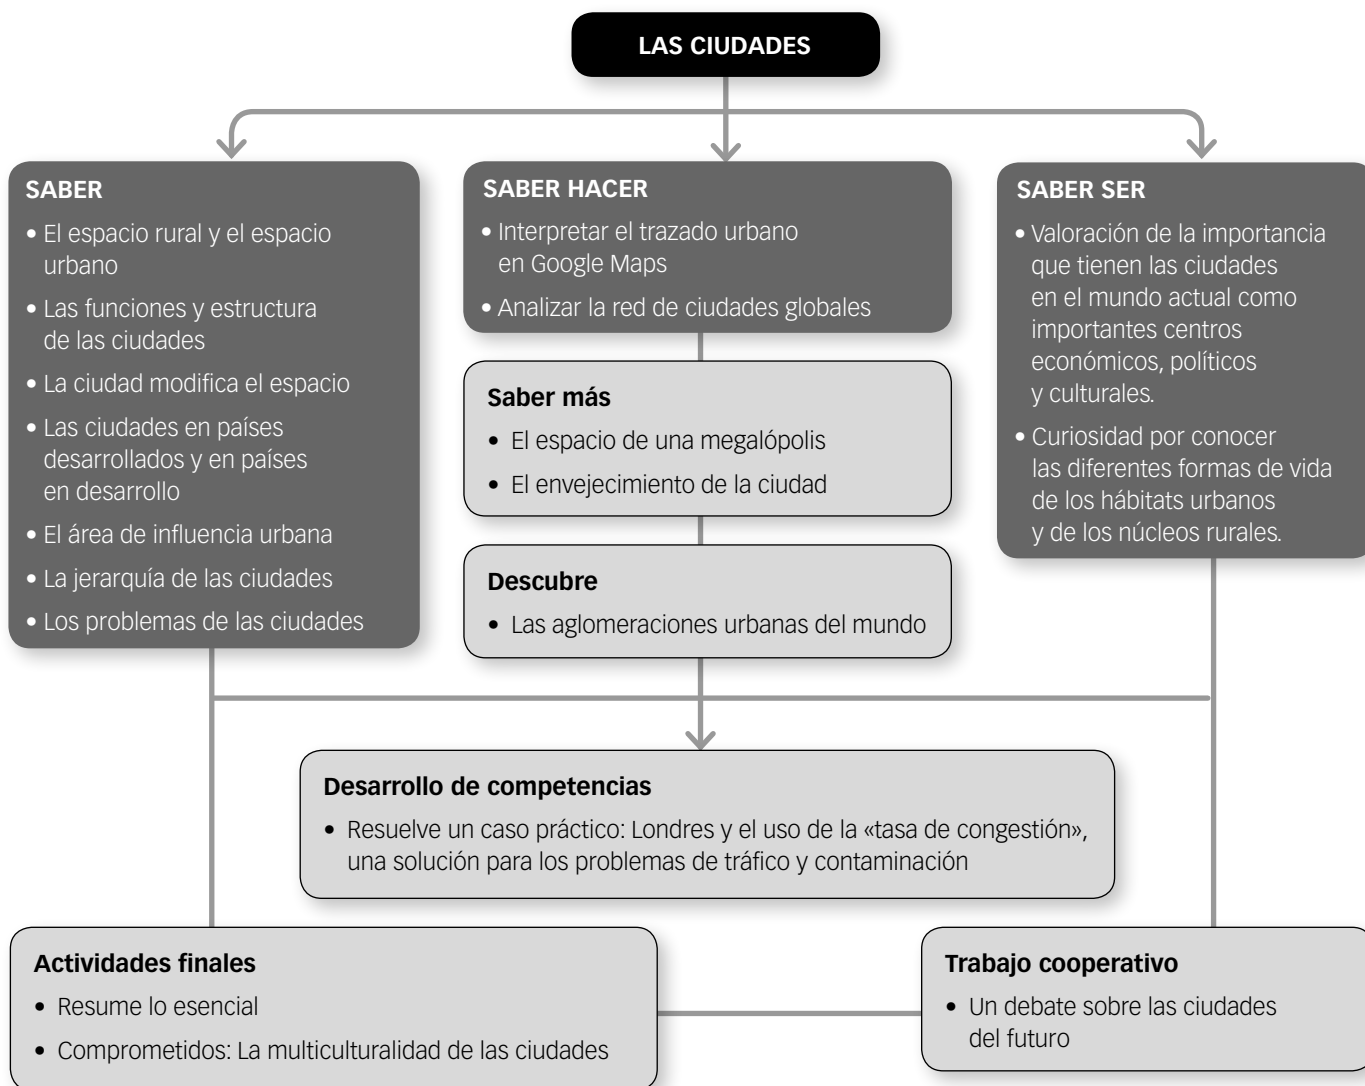 LAS CIUDADES
SABER
• El espacio rural y el espacio
urbano
• Las funciones y estructura
de las ciudades
• La ciudad modifica el espacio
• Las ciudades en países
desarrollados y en países
en desarrollo
• El área de influencia urbana
• La jerarquía de las ciudades
• Los problemas de las ciudades
SABER HACER
• Interpretar el trazado urbano
en Google Maps
• Analizar la red de ciudades globales
Saber más
• El espacio de una megalópolis
• El envejecimiento de la ciudad
Descubre
• Las aglomeraciones urbanas del mundo
SABER SER
• Valoración de la importancia
que tienen las ciudades
en el mundo actual como
importantes centros
económicos, políticos
y culturales.
• Curiosidad por conocer
las diferentes formas de vida
de los hábitats urbanos
y de los núcleos rurales.
Desarrollo de competencias
• Resuelve un caso práctico: Londres y el uso de la «tasa de congestión»,
una solución para los problemas de tráfico y contaminación
Actividades finales
• Resume lo esencial
• Comprometidos: La multiculturalidad de las ciudades
Trabajo cooperativo
• Un debate sobre las ciudades
del futuro